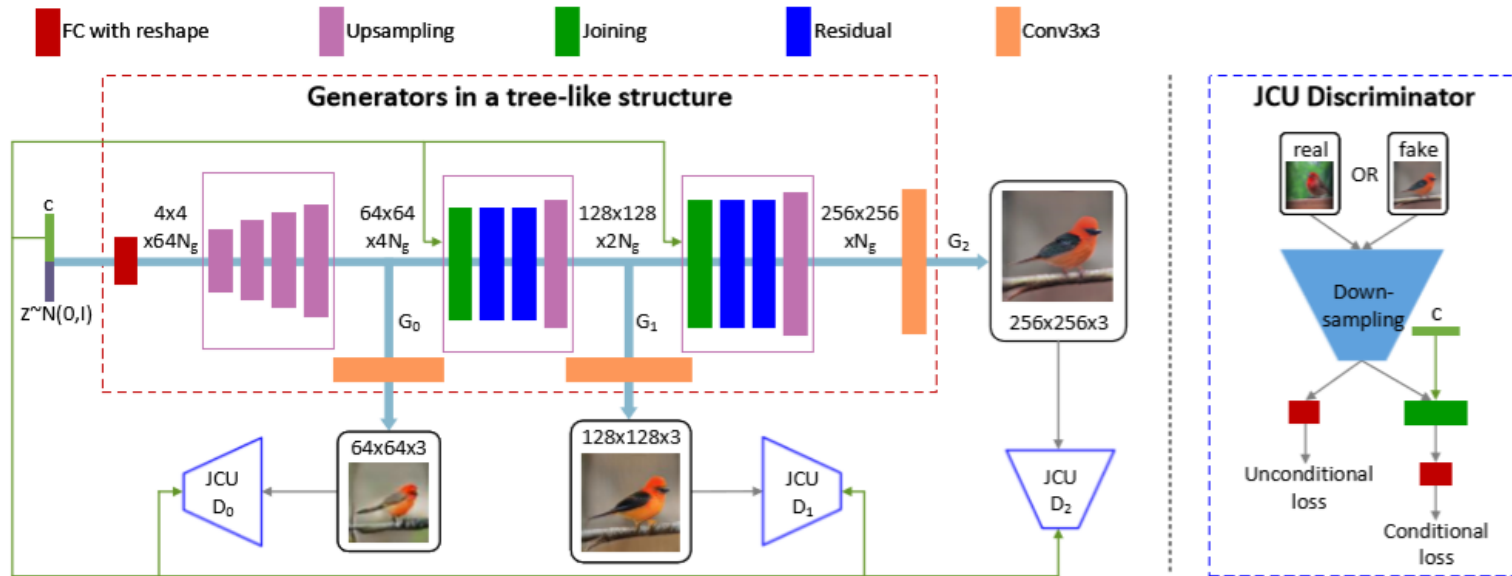 FC with reshape
Upsampling
Joining
Residual
Conv3x3
Generators in a tree-like structure
c
z~N(0,I)
4x4
x64Ng
64x64
x4Ng
128x128
x2Ng
256x256
xNg
G0
G1
G2
256x256x3
64x64x3
128x128x3
JCU
D0
JCU
D1
JCU
D2
JCU Discriminator
real
OR
fake
Down-
sampling
c
Unconditional
loss
Conditional
loss